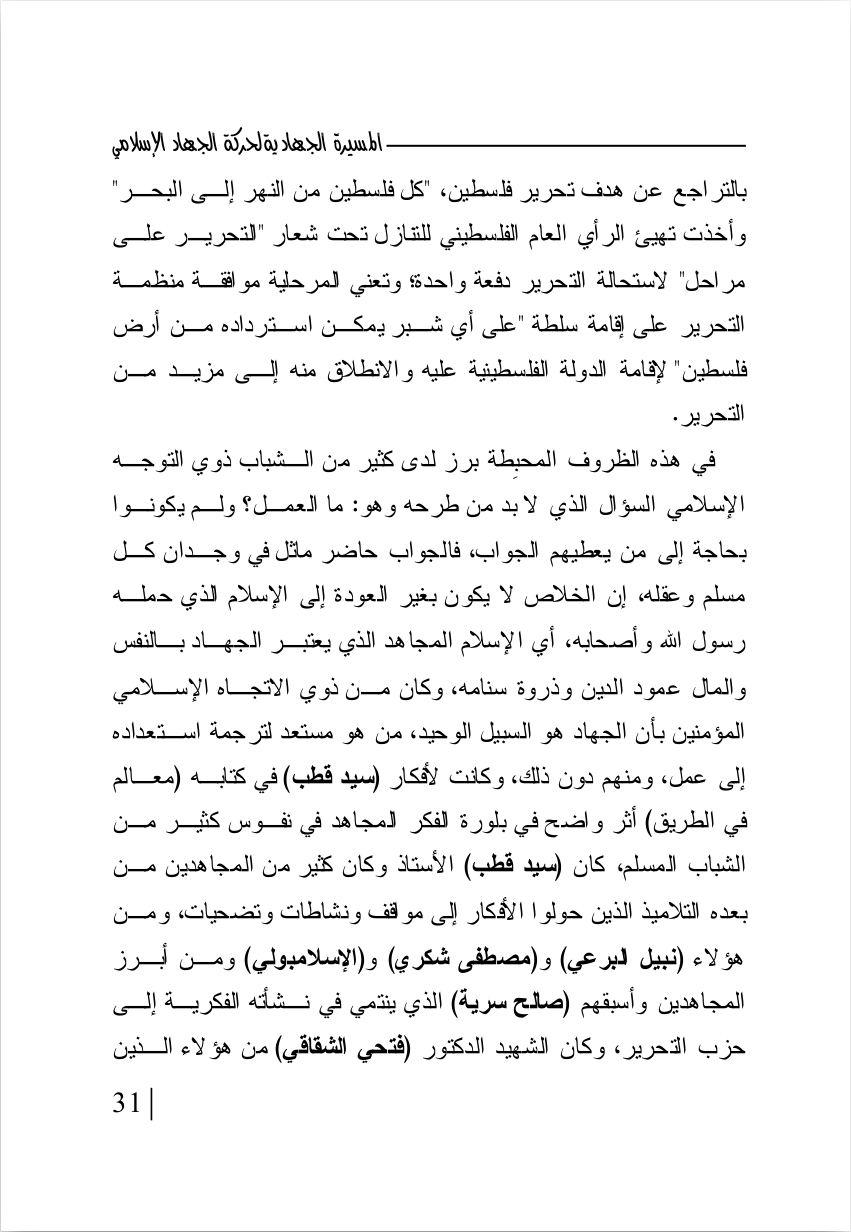 المسيرة الجهادية لحركة الجهاد الإسلامي
بالتراجع عن هدف تحرير فلسطين، "كل فلسطين من النهر إلى البحر"
وأخذت تهيئ الرأي العام الفلسطيني للتنازل تحت شعار "التحرير على
مراحل" لاستحالة التحرير دفعة واحدة؛ وتعني المرحلية موافقة منظمة
التحرير على إقامة سلطة "على أي شبر يمكن استرداده من أرض
فلسطين" لإقامة الدولة الفلسطينية عليه والانطلاق منه إلى مزيد من
التحرير.
في هذه الظروف المحبِطة برز لدى كثير من الشباب ذوي التوجه
الإسلامي السؤال الذي لا بد من طرحه وهو: ما العمل؟ ولم يكونوا
بحاجة إلى من يعطيهم الجواب، فالجواب حاضر ماثل في وجدان كل
مسلم وعقله، إن الخلاص لا يكون بغير العودة إلى الإسلام الذي حمله
رسول الله وأصحابه، أي الإسلام المجاهد الذي يعتبر الجهاد بالنفس
والمال عمود الدين وذروة سنامه، وكان من ذوي الاتجاه الإسلامي
المؤمنين بأن الجهاد هو السبيل الوحيد، من هو مستعد لترجمة استعداده
إلى عمل، ومنهم دون ذلك، وكانت لأفكار (سيد قطب) في كتابه (معالم
في الطريق) أثر واضح في بلورة الفكر المجاهد في نفوس كثير من
الشباب المسلم، كان (سيد قطب) الأستاذ وكان كثير من المجاهدين من
بعده التلاميذ الذين حولوا الأفكار إلى مواقف ونشاطات وتضحيات، ومن
هؤلاء (نبيل البرعي) و(مصطفى شكري) و(الإسلامبولي) ومن أبرز
المجاهدين وأسبقهم (صالح سرية) الذي ينتمي في نشأته الفكرية إلى
حزب التحرير، وكان الشهيد الدكتور (فتحي الشقاقي) من هؤلاء الذين
31